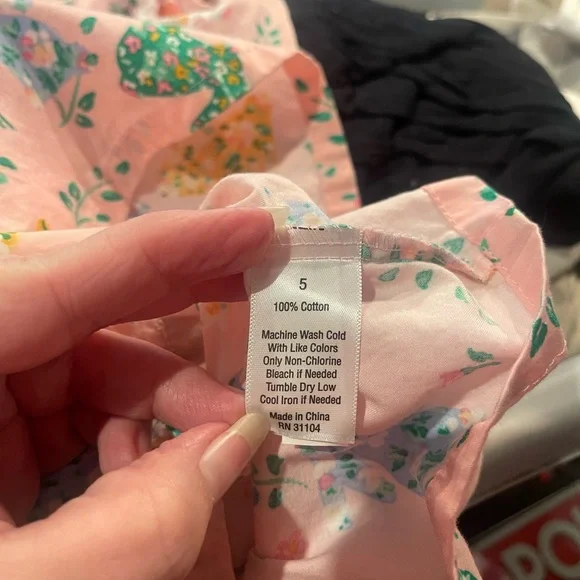 5
100% Cotton
Machine Wash Cold
With Like Colors
Only Non-Chlorine
Bleach if Needed
Tumble Dry Low
Cool Iron if Needed
Made in China
RN 31104
PO